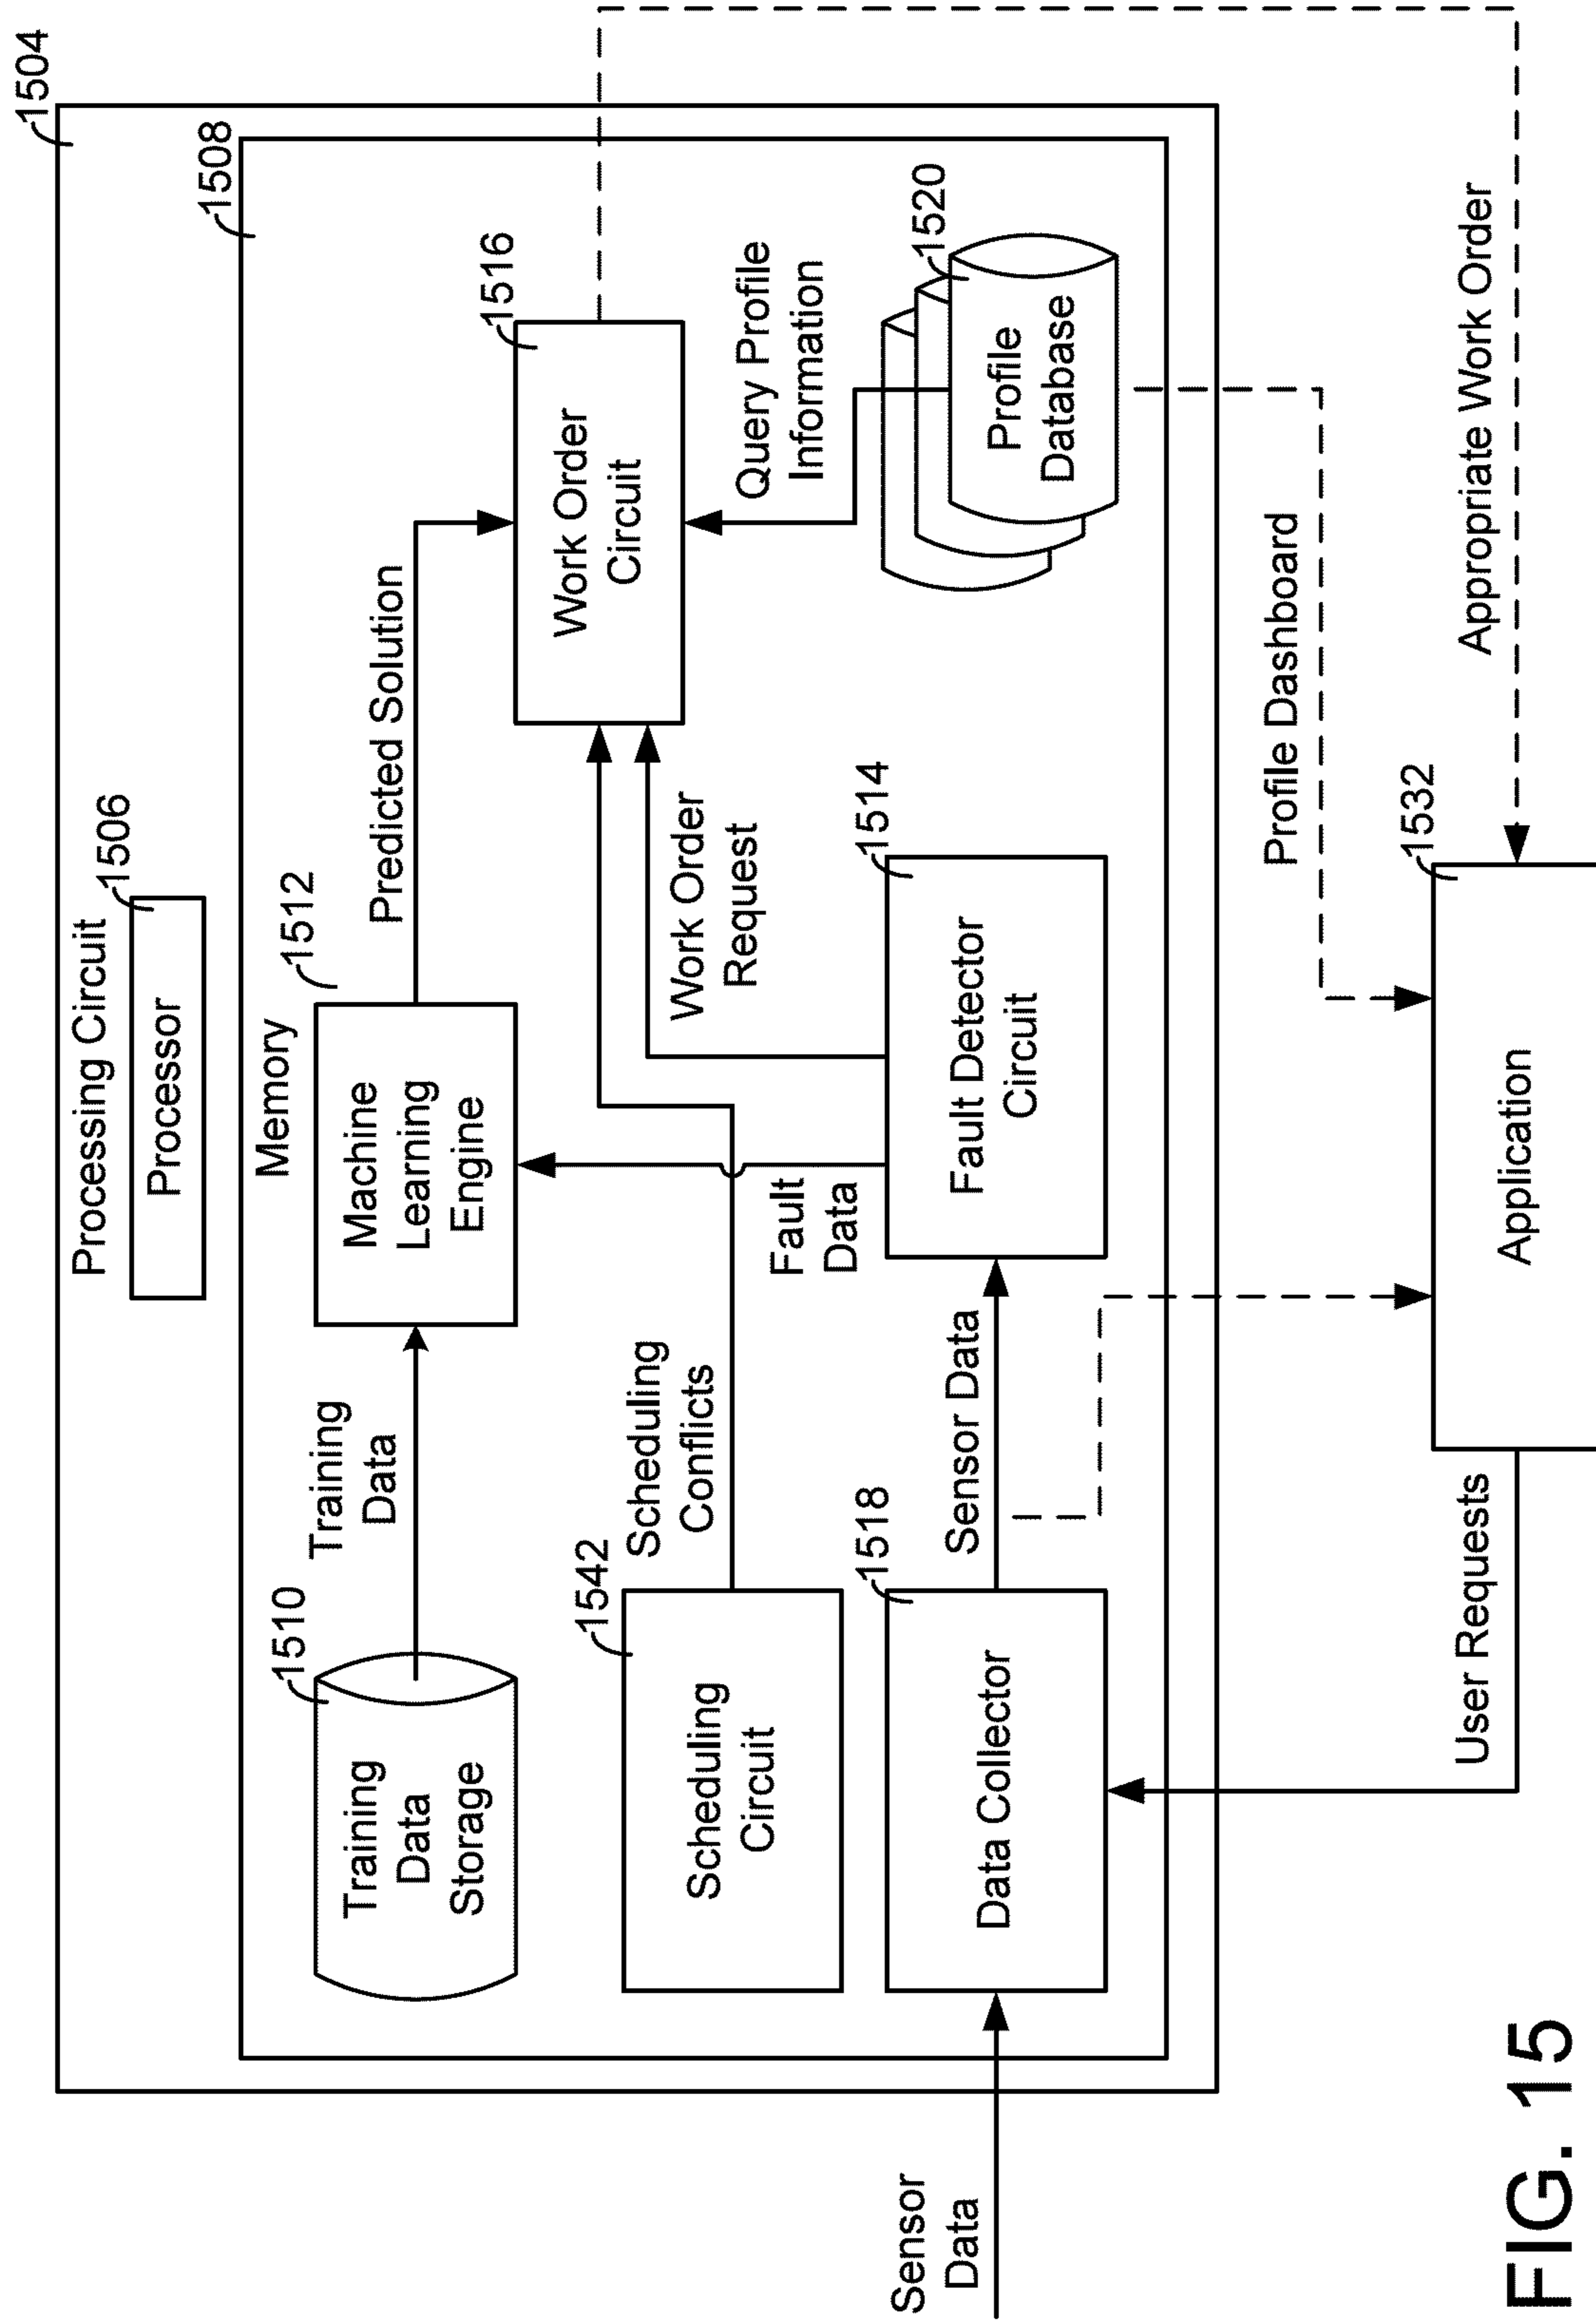 1504
Processing Circuit
1506
Processor
1508
Memory
1510
Training
Data
Storage
Training
Data
1512
Machine
Learning
Engine
Predicted Solution
1516
Work Order
Circuit
1542
Scheduling
Circuit
Scheduling
Conflicts
Work Order
Request
Query Profile
Information
Fault
Data
1518
Data Collector
Sensor Data
1514
Fault Detector
Circuit
1520
Profile
Database
Sensor
Data
Profile Dashboard
User Requests
1532
Application
Appropriate Work Order
FIG. 15